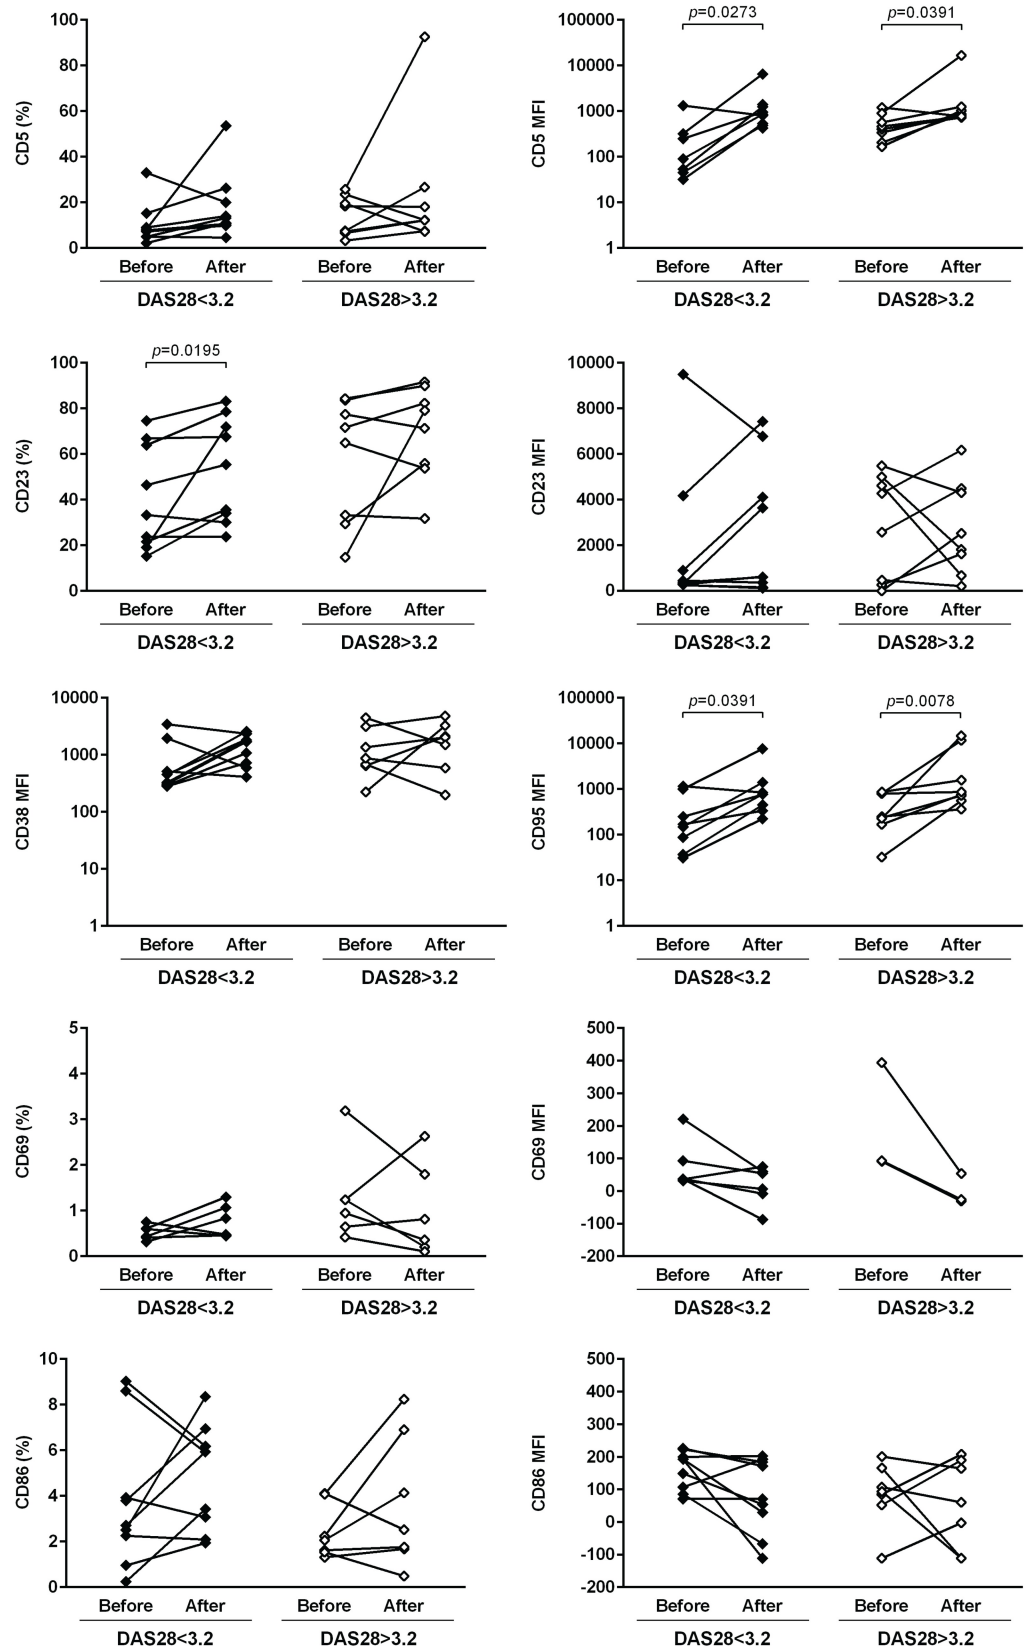 CD5 (%)
100
80
60
40
20
0
Before After Before After
DAS28<3.2 DAS28>3.2
CD5 MFI
p=0.0273 p=0.0391
100000
10000
1000
100
10
1
Before After Before After
DAS28<3.2 DAS28>3.2
CD23 (%)
p=0.0195
100
80
60
40
20
0
Before After Before After
DAS28<3.2 DAS28>3.2
CD23 MFI
10000
8000
6000
4000
2000
0
Before After Before After
DAS28<3.2 DAS28>3.2
CD38 MFI
10000
1000
100
10
1
Before After Before After
DAS28<3.2 DAS28>3.2
CD95 MFI
p=0.0391 p=0.0078
100000
10000
1000
100
10
1
Before After Before After
DAS28<3.2 DAS28>3.2
CD69 (%)
5
4
3
2
1
0
Before After Before After
DAS28<3.2 DAS28>3.2
CD69 MFI
500
400
300
200
100
0
-100
-200
Before After Before After
DAS28<3.2 DAS28>3.2
CD86 (%)
10
8
6
4
2
0
Before After Before After
DAS28<3.2 DAS28>3.2
CD86 MFI
500
400
300
200
100
0
-100
-200
Before After Before After
DAS28<3.2 DAS28>3.2